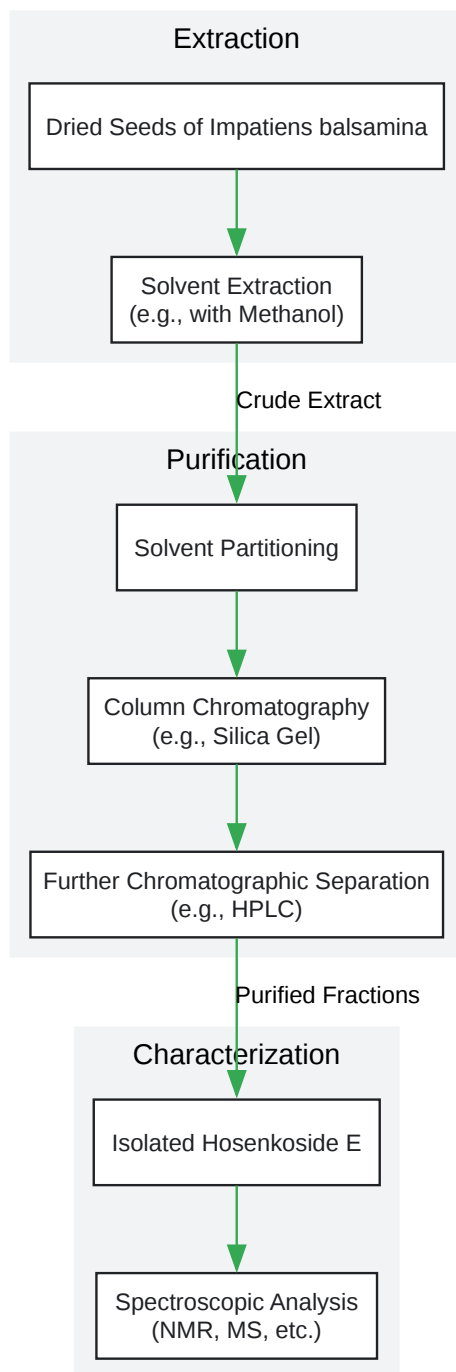 Extraction
Dried Seeds of Impatiens balsamina
Solvent Extraction
(e.g., with Methanol)
Crude Extract
Purification
Solvent Partitioning
Column Chromatography
(e.g., Silica Gel)
Further Chromatographic Separation
(e.g., HPLC)
Purified Fractions
Characterization
Isolated Hosenkoside E
Spectroscopic Analysis
(NMR, MS, etc.)